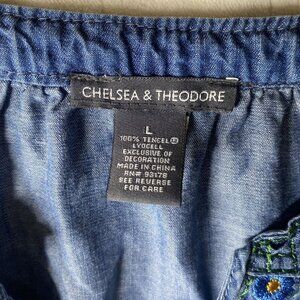 CHELSEA & THEODORE
L
100% TENCEL®
LYOCELL
EXCLUSIVE OF
DECORATION
MADE IN CHINA
RN# 93178
SEE REVERSE
FOR CARE